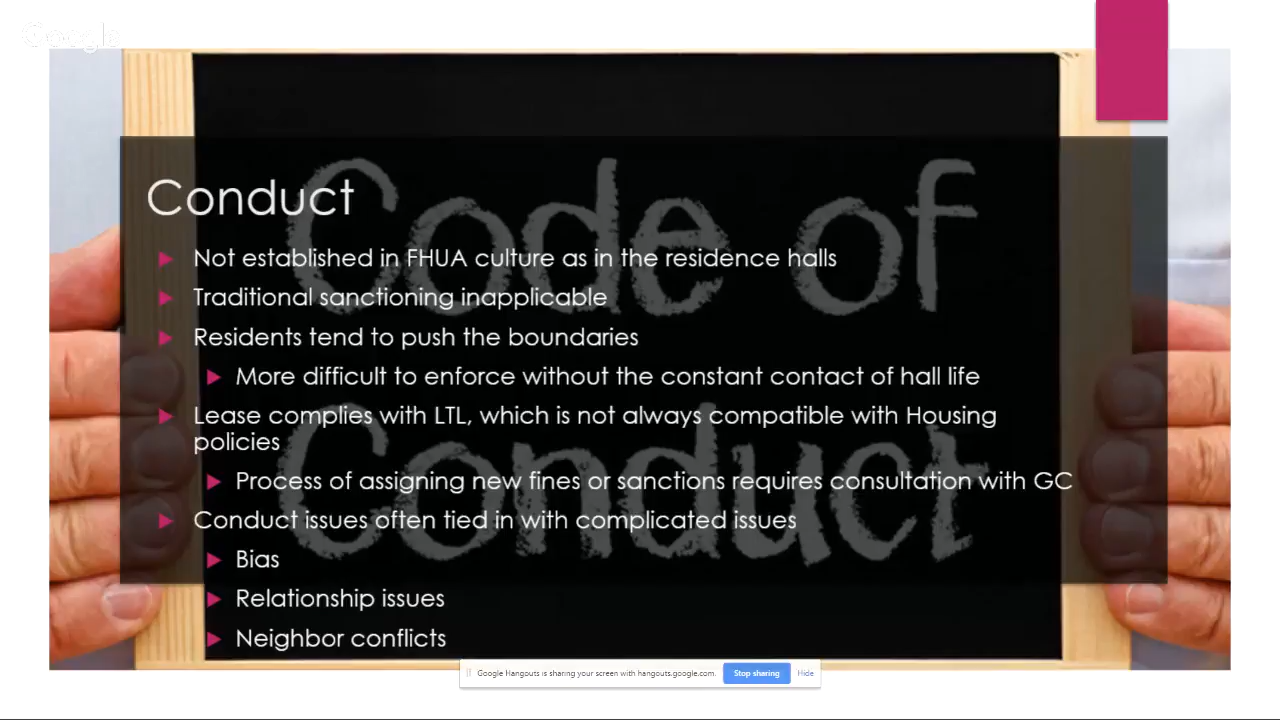 Google
Code of
Conduct
Conduct
Not established in FHUA culture as in the residence halls
Traditional sanctioning inapplicable
Residents tend to push the boundaries
More difficult to enforce without the constant contact of hall life
Lease complies with LTL, which is not always compatible with Housing
policies
Process of assigning new fines or sanctions requires consultation with GC
Conduct issues often tied in with complicated issues
Bias
Relationship issues
Neighbor conflicts
Google Hangouts is sharing your screen with hangouts.google.com.
Stop sharing
Hide